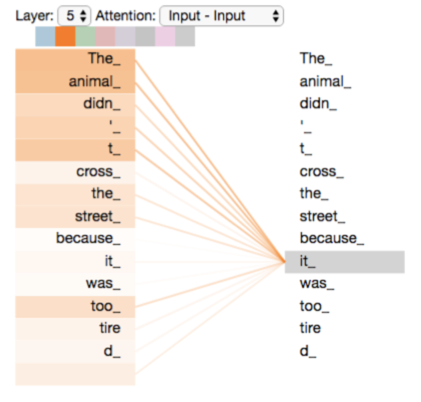 Layer: 5 Attention: Input - Input
The_ The_
animal_ animal_
didn_ didn_
'_ '_
t_ t_
cross_ cross_
the_ the_
street_ street_
because_ because_
it_ it_
was_ was_
too_ too_
tire tire
d_ d_